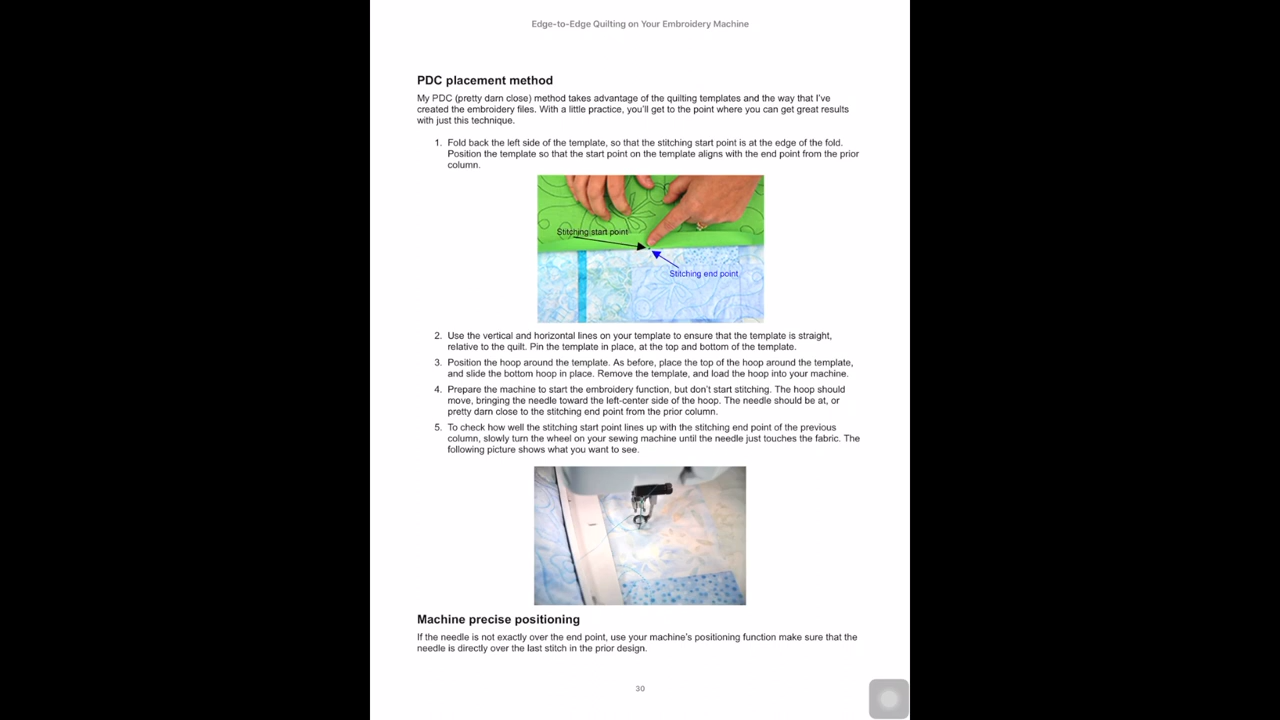 Edge-to-Edge Quilting on Your Embroidery Machine
PDC placement method
My PDC (pretty darn close) method takes advantage of the quilting templates and the way that I've
created the embroidery files. With a little practice, you'll get to the point where you can get great results
with just this technique.
1. Fold back the left side of the template, so that the stitching start point is at the edge of the fold.
Position the template so that the start point on the template aligns with the end point from the prior
column.
Stitching start point
Stitching end point
2. Use the vertical and horizontal lines on your template to ensure that the template is straight,
relative to the quilt. Pin the template in place, at the top and bottom of the template.
3. Position the hoop around the template. As before, place the top of the hoop around the template,
and slide the bottom hoop in place. Remove the template, and load the hoop into your machine.
4. Prepare the machine to start the embroidery function, but don't start stitching. The hoop should
move, bringing the needle toward the left-center side of the hoop. The needle should be at, or
pretty darn close to the stitching end point from the prior column.
5. To check how well the stitching start point lines up with the stitching end point of the previous
column, slowly turn the wheel on your sewing machine until the needle just touches the fabric. The
following picture shows what you want to see.
Machine precise positioning
If the needle is not exactly over the end point, use your machine's positioning function make sure that the
needle is directly over the last stitch in the prior design.
30